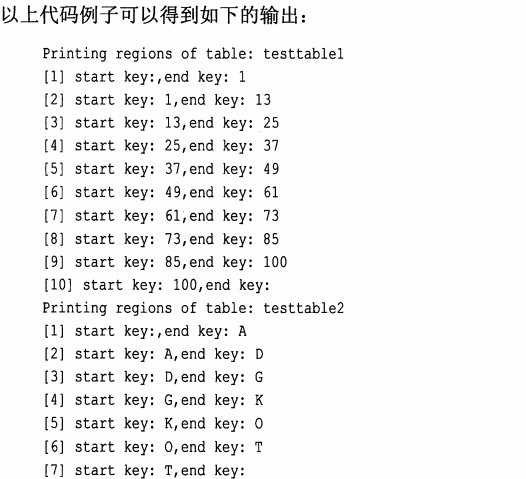 以上代码例子可以得到如下的输出：
Printing regions of table: testtable1
[1] start key:,end key: 1
[2] start key: 1,end key: 13
[3] start key: 13,end key: 25
[4] start key: 25,end key: 37
[5] start key: 37,end key: 49
[6] start key: 49,end key: 61
[7] start key: 61,end key: 73
[8] start key: 73,end key: 85
[9] start key: 85,end key: 100
[10] start key: 100,end key:
Printing regions of table: testtable2
[1] start key:,end key: A
[2] start key: A,end key: D
[3] start key: D,end key: G
[4] start key: G,end key: K
[5] start key: K,end key: O
[6] start key: O,end key: T
[7] start key: T,end key: